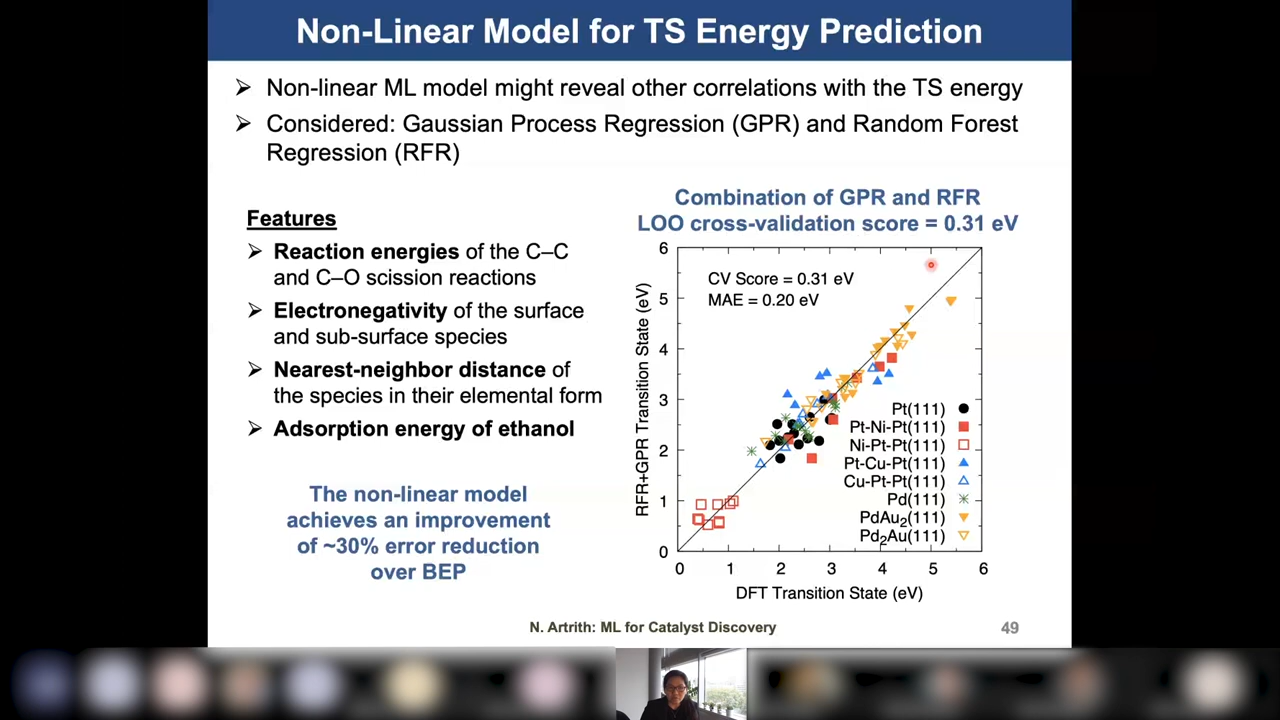 Non-Linear Model for TS Energy Prediction
➢ Non-linear ML model might reveal other correlations with the TS energy
➢ Considered: Gaussian Process Regression (GPR) and Random Forest
Regression (RFR)
Features
➢ Reaction energies of the C–C
and C–O scission reactions
➢ Electronegativity of the surface
and sub-surface species
➢ Nearest-neighbor distance of
the species in their elemental form
➢ Adsorption energy of ethanol
The non-linear model
achieves an improvement
of ~30% error reduction
over BEP
Combination of GPR and RFR
LOO cross-validation score = 0.31 eV
CV Score = 0.31 eV
MAE = 0.20 eV
RFR+GPR Transition State (eV)
6
5
4
3
2
1
0
Pt(111)
Pt-Ni-Pt(111)
Ni-Pt-Pt(111)
Pt-Cu-Pt(111)
Cu-Pt-Pt(111)
Pd(111)
PdAu2(111)
Pd2Au(111)
0 1 2 3 4 5 6
DFT Transition State (eV)
N. Artrith: ML for Catalyst Discovery
49